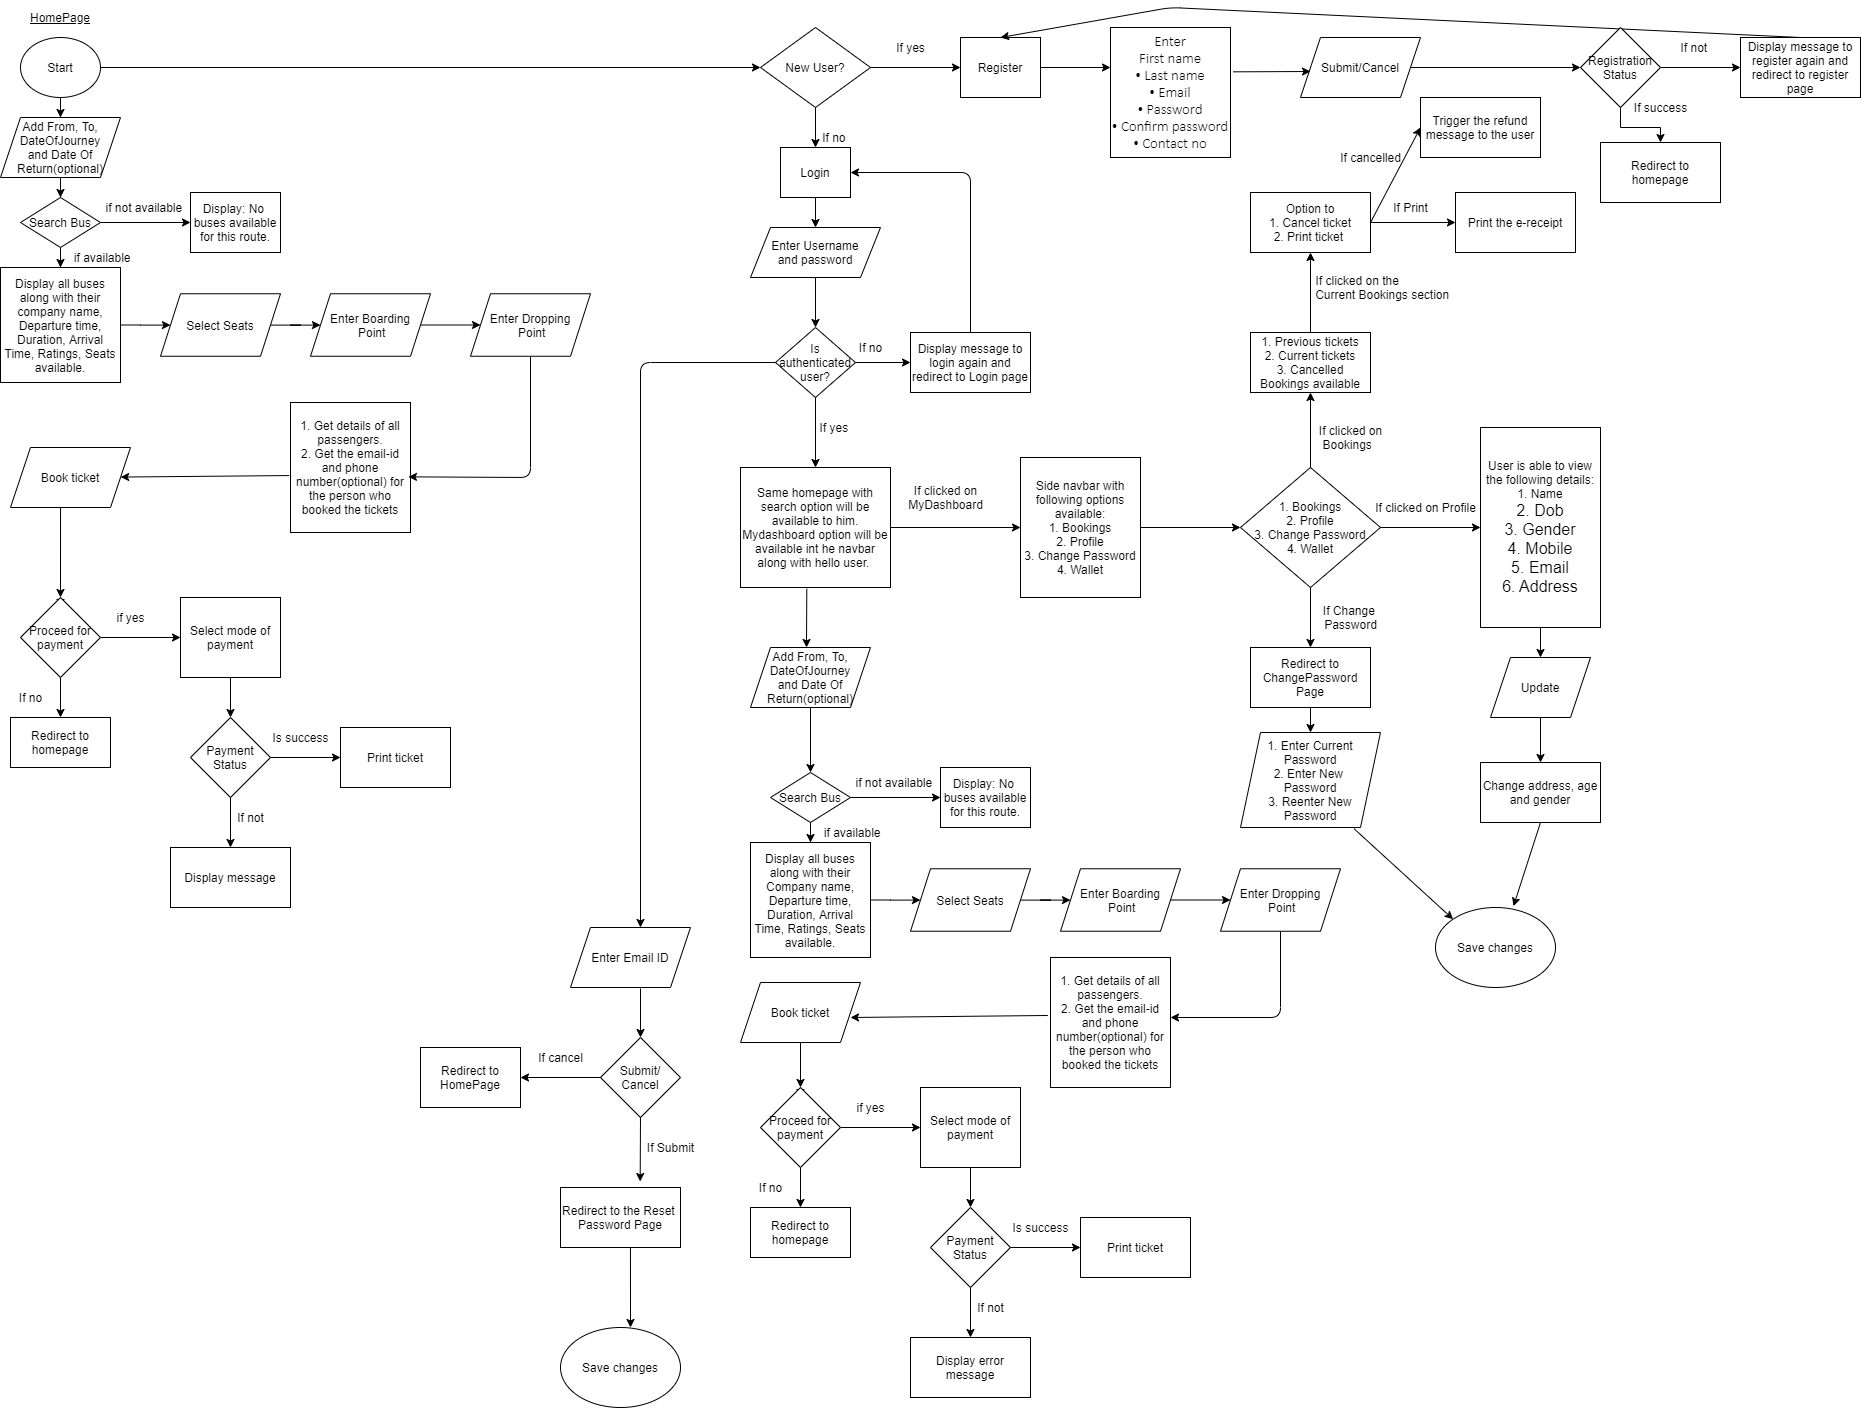 HomePage
Start
New User?
If yes
Register
Enter
First name
• Last name
• Email
• Password
• Confirm password
• Contact no
Submit/Cancel
Registration
Status
If not
Display message to
register again and
redirect to register
page
If success
Redirect to
homepage
Add From, To,
DateOfJourney
and Date Of
Return(optional)
Search Bus
if not available
Display: No
buses available
for this route.
if available
Display all buses
along with their
company name,
Departure time,
Duration, Arrival
Time, Ratings, Seats
available.
Select Seats
Enter Boarding
Point
Enter Dropping
Point
1. Get details of all
passengers.
2. Get the email-id
and phone
number(optional) for
the person who
booked the tickets
Book ticket
Proceed for
payment
if yes
Select mode of
payment
If no
Redirect to
homepage
Payment
Status
Is success
Print ticket
If not
Display message
If no
Login
Enter Username
and password
Is
authenticated
user?
If no
Display message to
login again and
redirect to Login page
If yes
Same homepage with
search option will be
available to him.
Mydashboard option will be
available int he navbar
along with hello user.
If clicked on
MyDashboard
Side navbar with
following options
available:
1. Bookings
2. Profile
3. Change Password
4. Wallet
1. Bookings
2. Profile
3. Change Password
4. Wallet
If clicked on
Bookings
1. Previous tickets
2. Current tickets
3. Cancelled
Bookings available
If clicked on the
Current Bookings section
Option to
1. Cancel ticket
2. Print ticket
If cancelled
Trigger the refund
message to the user
If Print
Print the e-receipt
If clicked on Profile
User is able to view
the following details:
1. Name
2. Dob
3. Gender
4. Mobile
5. Email
6. Address
Update
Change address, age
and gender
If Change
Password
Redirect to
ChangePassword
Page
1. Enter Current
Password
2. Enter New
Password
3. Reenter New
Password
Save changes
Add From, To,
DateOfJourney
and Date Of
Return(optional)
Search Bus
if not available
Display: No
buses available
for this route.
if available
Display all buses
along with their
Company name,
Departure time,
Duration, Arrival
Time, Ratings, Seats
available.
Select Seats
Enter Boarding
Point
Enter Dropping
Point
1. Get details of all
passengers.
2. Get the email-id
and phone
number(optional) for
the person who
booked the tickets
Book ticket
Proceed for
payment
if yes
Select mode of
payment
If no
Redirect to
homepage
Payment
Status
Is success
Print ticket
If not
Display error
message
Enter Email ID
Submit/
Cancel
If cancel
Redirect to
HomePage
If Submit
Redirect to the Reset
Password Page
Save changes